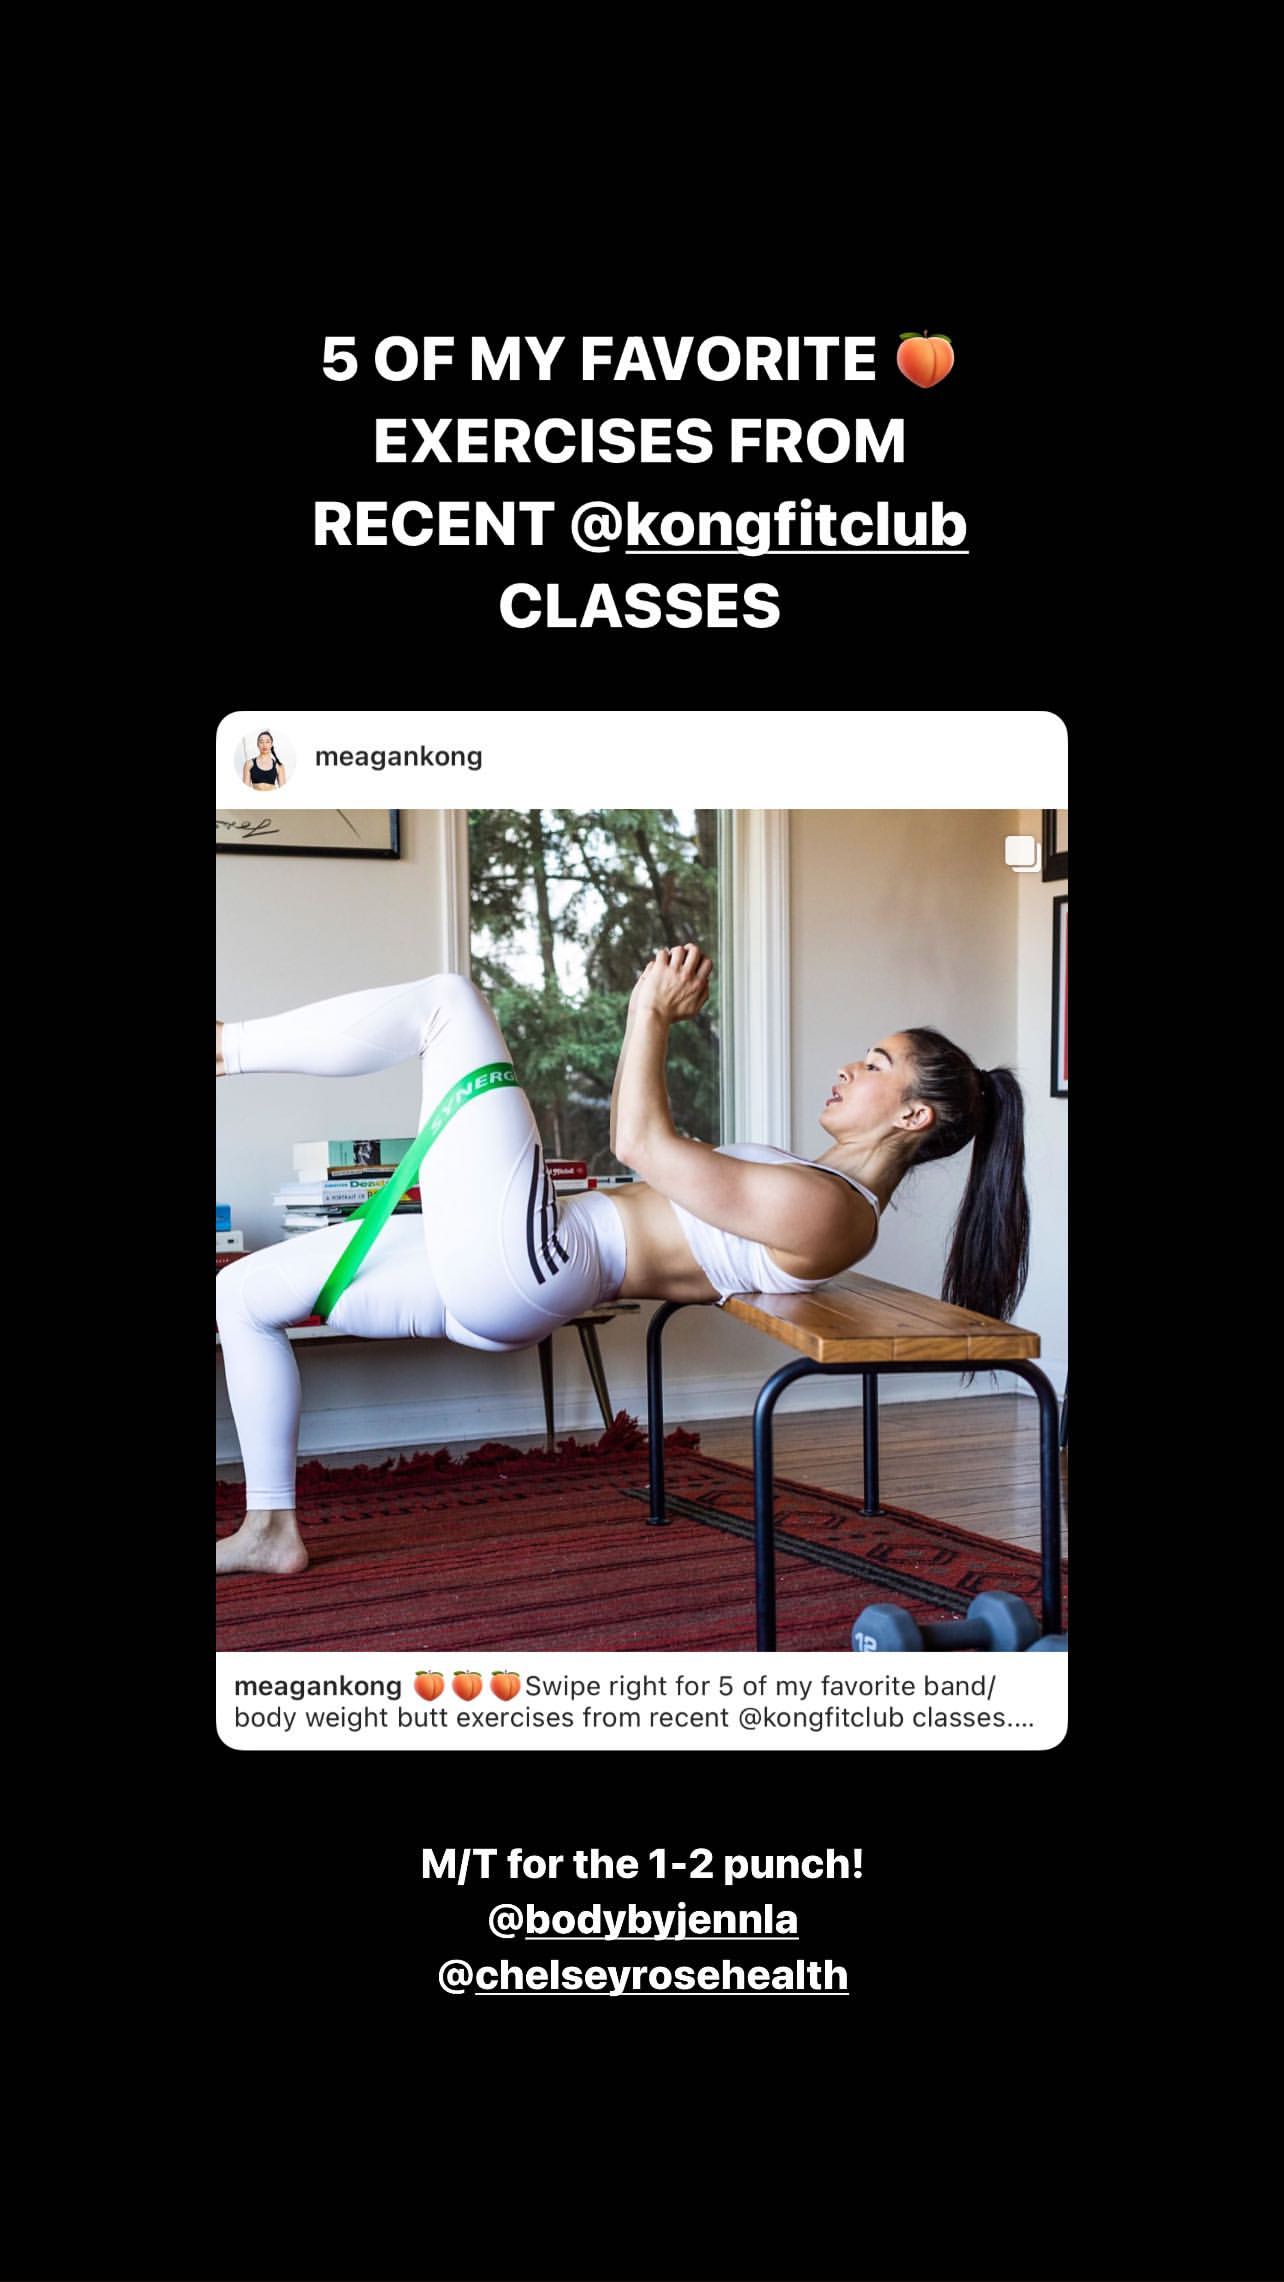 5 OF MY FAVORITE 🍑
EXERCISES FROM
RECENT @kongfitclub
CLASSES
meagankong
SYNERG
12
meagankong 🍑🍑🍑Swipe right for 5 of my favorite band/
body weight butt exercises from recent @kongfitclub classes....
M/T for the 1-2 punch!
@bodybyjennla
@chelseyrosehealth